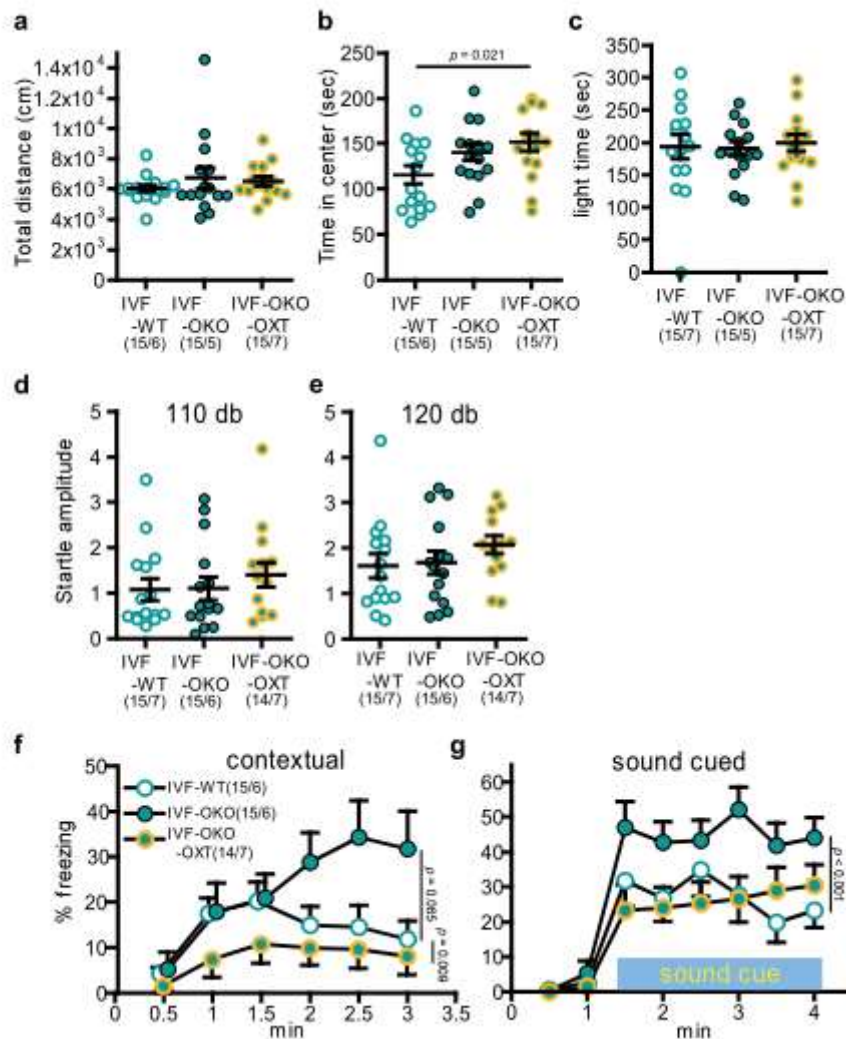 a
Total distance (cm)
1.4x10⁴
1.2x10⁴
1x10⁴
8x10³
6x10³
4x10³
2x10³
0
IVF -WT (15/6)
IVF -OKO (15/5)
IVF-OKO -OXT (15/7)
b
Time in center (sec)
250
200
150
100
50
0
p = 0.021
IVF -WT (15/6)
IVF -OKO (15/5)
IVF-OKO -OXT (15/7)
c
light time (sec)
350
300
250
200
150
100
50
0
IVF -WT (15/7)
IVF -OKO (15/5)
IVF-OKO -OXT (15/7)
d
110 db
Startle amplitude
5
4
3
2
1
0
IVF -WT (15/7)
IVF -OKO (15/6)
IVF-OKO -OXT (14/7)
e
120 db
5
4
3
2
1
0
IVF -WT (15/7)
IVF -OKO (15/6)
IVF-OKO -OXT (14/7)
f
contextual
% freezing
50
40
30
20
10
0
IVF-WT(15/6)
IVF-OKO(15/6)
IVF-OKO
-OXT(14/7)
p = 0.065
p = 0.009
0 0.5 1 1.5 2 2.5 3 3.5
min
g
sound cued
60
50
40
30
20
10
0
p < 0.001
sound cue
0 1 2 3 4
min